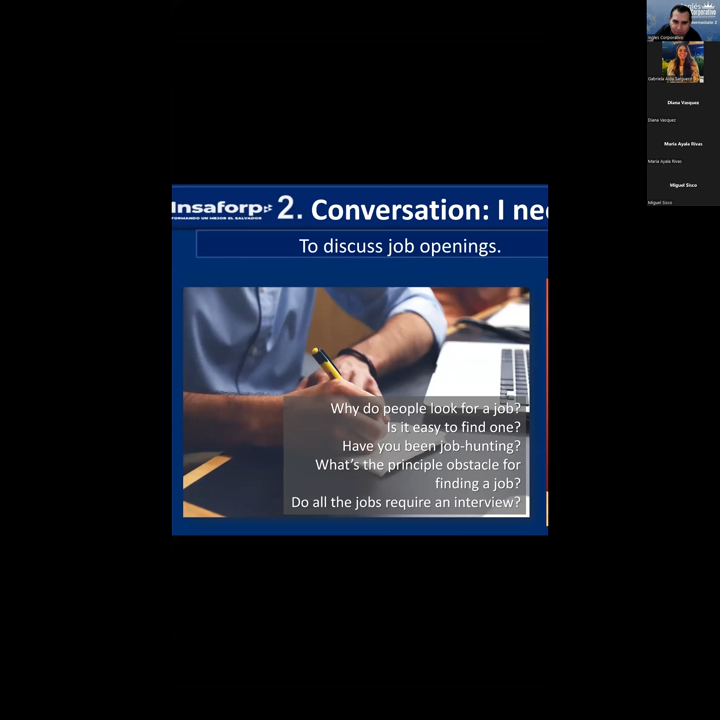 Insaforp
FORMANDO UN MEJOR EL SALVADOR
2. Conversation: I nee
To discuss job openings.
Why do people look for a job?
Is it easy to find one?
Have you been job-hunting?
What's the principle obstacle for
finding a job?
Do all the jobs require an interview?
Inglés Corporativo
Diana Vasquez
Diana Vasquez
Maria Ayala Rivas
Maria Ayala Rivas
Miguel Sisco
Miguel Sisco